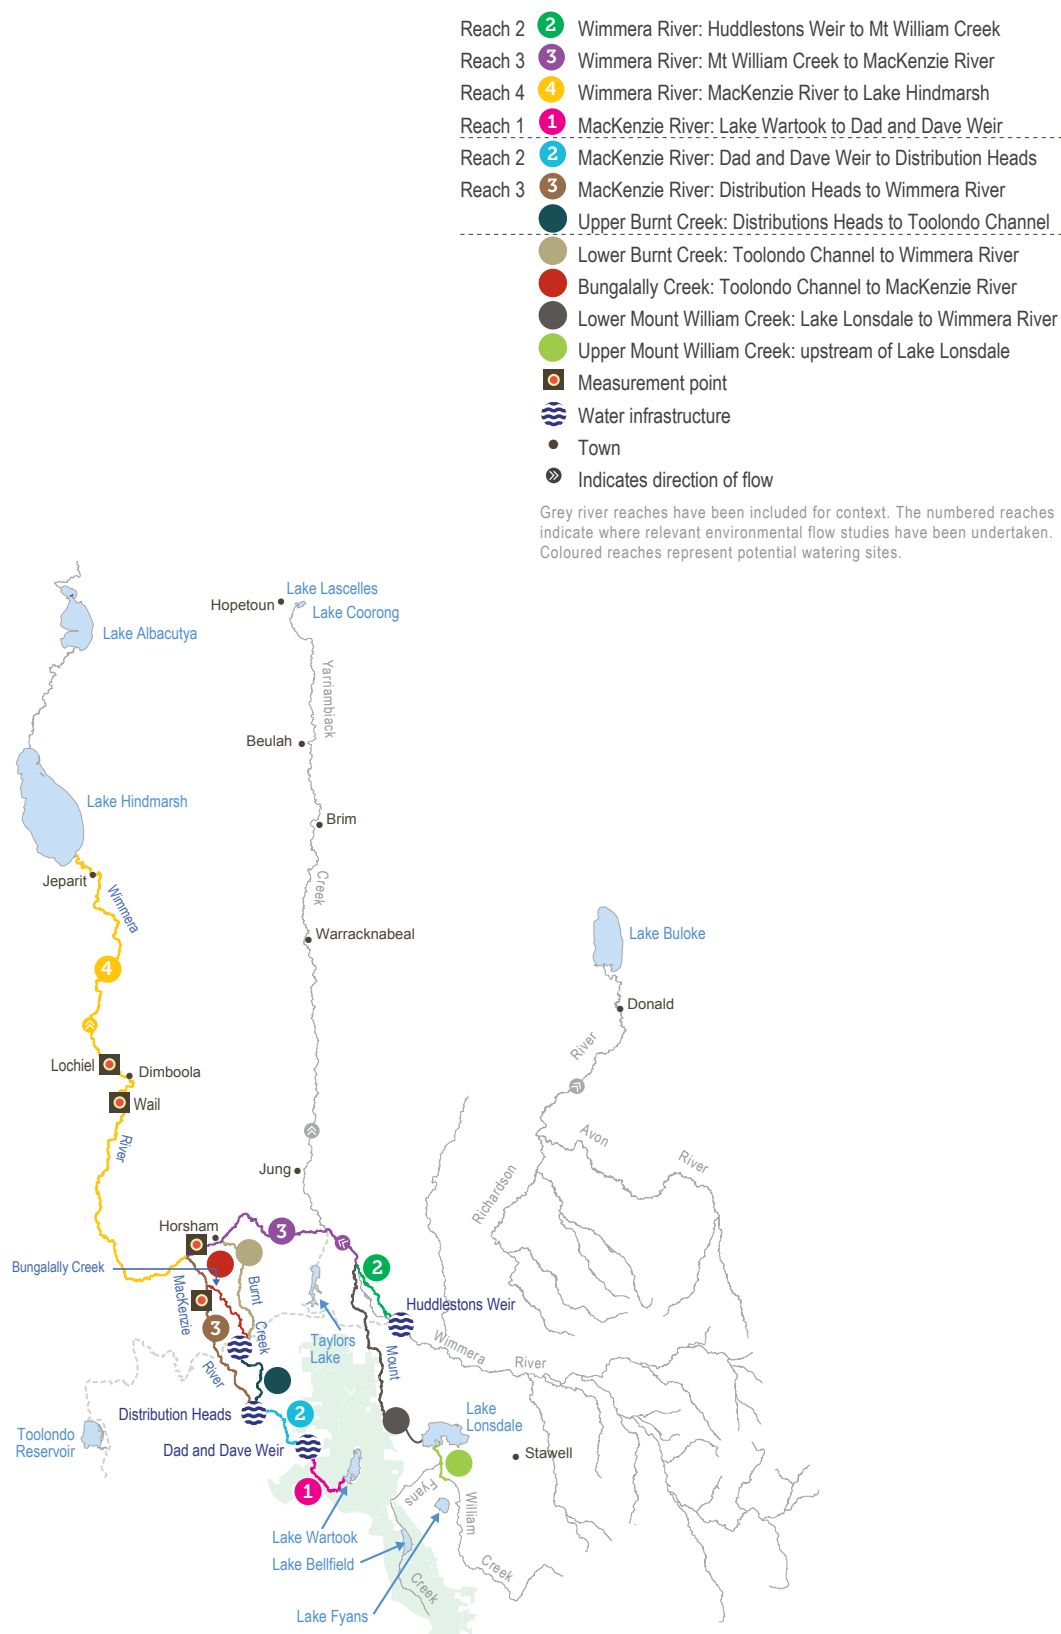 Reach 2 2 Wimmera River: Huddlestons Weir to Mt William Creek
Reach 3 3 Wimmera River: Mt William Creek to MacKenzie River
Reach 4 4 Wimmera River: MacKenzie River to Lake Hindmarsh
Reach 1 1 MacKenzie River: Lake Wartook to Dad and Dave Weir
Reach 2 2 MacKenzie River: Dad and Dave Weir to Distribution Heads
Reach 3 3 MacKenzie River: Distribution Heads to Wimmera River
Upper Burnt Creek: Distributions Heads to Toolondo Channel
Lower Burnt Creek: Toolondo Channel to Wimmera River
Bungalally Creek: Toolondo Channel to MacKenzie River
Lower Mount William Creek: Lake Lonsdale to Wimmera River
Upper Mount William Creek: upstream of Lake Lonsdale
Measurement point
Water infrastructure
Town
Indicates direction of flow
Grey river reaches have been included for context. The numbered reaches
indicate where relevant environmental flow studies have been undertaken.
Coloured reaches represent potential watering sites.
Lake Lascelles
Hopetoun
Lake Coorong
Lake Albacutya
Yarriambiack
Beulah
Lake Hindmarsh
Brim
Jeparit
Creek
Wimmera
Warracknabeal
Lake Buloke
4
Donald
River
Lochiel
Dimboola
Wail
River
Avon
River
Jung
Richardson
Horsham
3
Bungalally Creek
2
MacKenzie
Burnt
Huddlestons Weir
3
Creek
Taylors
Lake
Mount
Wimmera
River
River
Distribution Heads
2
Lake
Lonsdale
Toolondo
Reservoir
Dad and Dave Weir
Stawell
1
Fyans
William
Lake Wartook
Lake Bellfield
Creek
Creek
Lake Fyans